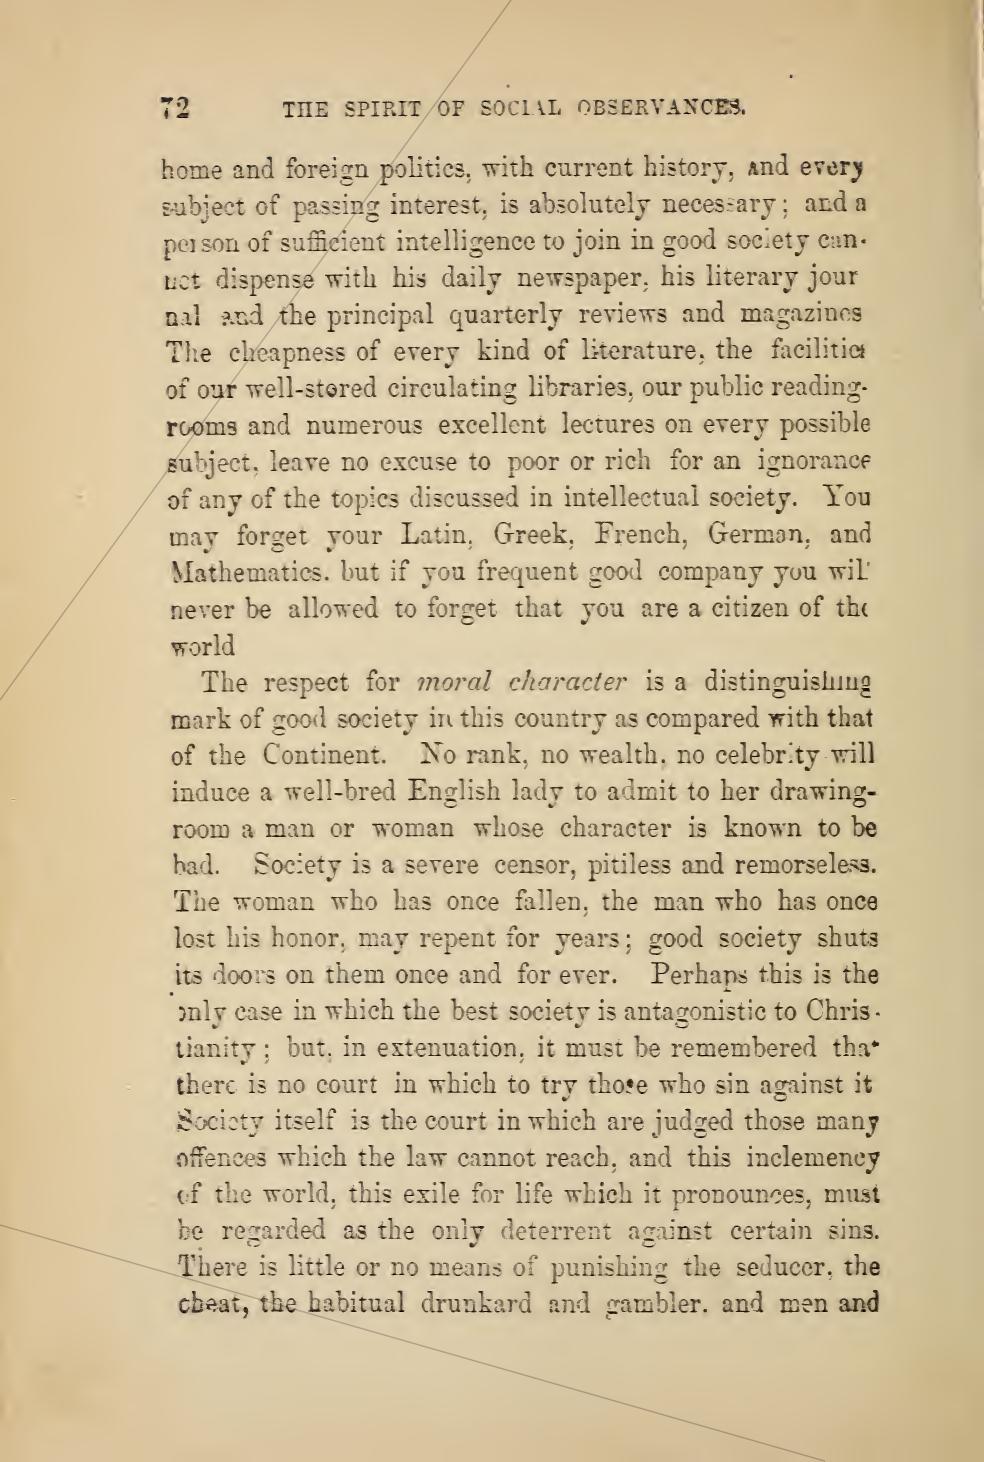 72 THE SPIRIT OF SOCIAL OBSERVANCES.
home and foreign politics, with current history, and every
subject of passing interest, is absolutely necessary; and a
person of sufficient intelligence to join in good society can-
not dispense with his daily newspaper, his literary jour
nal and the principal quarterly reviews and magazines
The cheapness of every kind of literature, the facilities
of our well-stored circulating libraries, our public reading-
rooms and numerous excellent lectures on every possible
subject, leave no excuse to poor or rich for an ignorance
of any of the topics discussed in intellectual society. You
may forget your Latin, Greek, French, German, and
Mathematics, but if you frequent good company you will
never be allowed to forget that you are a citizen of the
world
The respect for moral character is a distinguishing
mark of good society in this country as compared with that
of the Continent. No rank, no wealth, no celebrity will
induce a well-bred English lady to admit to her drawing-
room a man or woman whose character is known to be
bad. Society is a severe censor, pitiless and remorseless.
The woman who has once fallen, the man who has once
lost his honor, may repent for years; good society shuts
its doors on them once and for ever. Perhaps this is the
only case in which the best society is antagonistic to Chris-
tianity; but, in extenuation, it must be remembered that
there is no court in which to try those who sin against it
Society itself is the court in which are judged those many
offences which the law cannot reach, and this inclemency
of the world, this exile for life which it pronounces, must
be regarded as the only deterrent against certain sins.
There is little or no means of punishing the seducer, the
cheat, the habitual drunkard and gambler, and men and